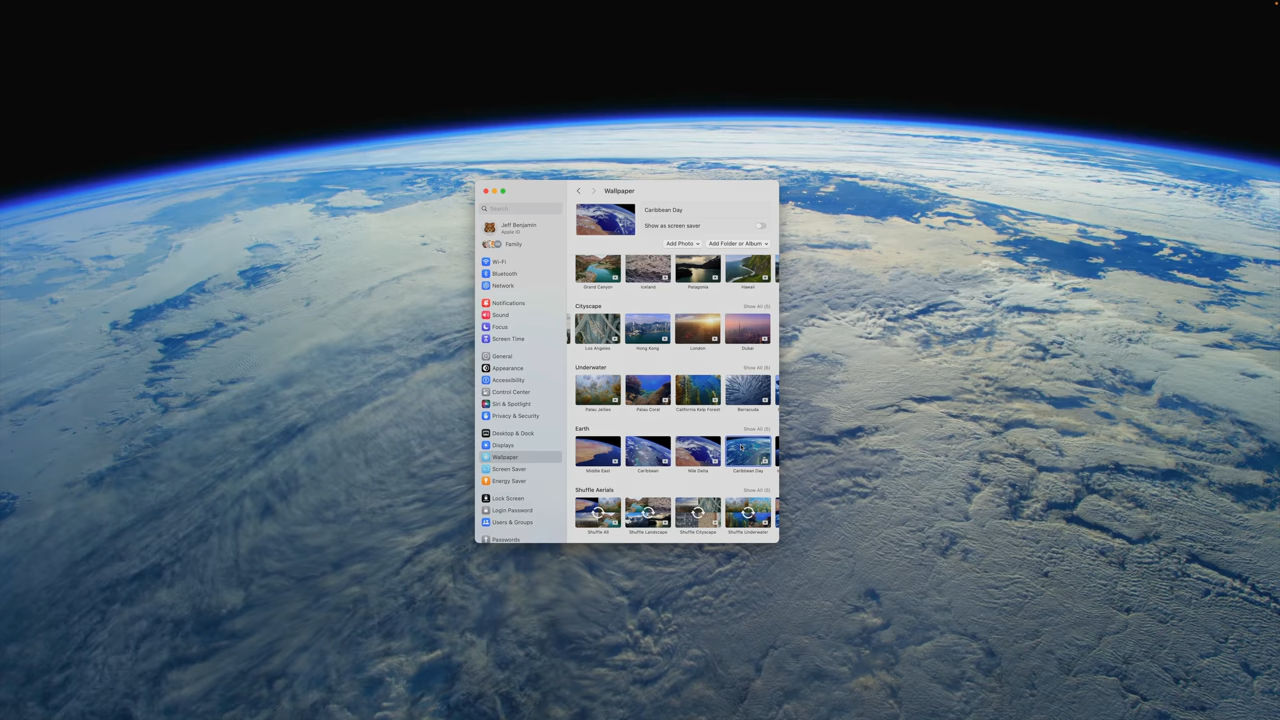 Wallpaper
Search
Jeff Benjamin
Apple ID
Family
Wi-Fi
Bluetooth
Network
Notifications
Sound
Focus
Screen Time
General
Appearance
Accessibility
Control Center
Siri & Spotlight
Privacy & Security
Desktop & Dock
Displays
Wallpaper
Screen Saver
Energy Saver
Lock Screen
Login Password
Users & Groups
Passwords
Caribbean Day
Show as screen saver
Add Photo
Add Folder or Album
Grand Canyon Iceland Patagonia Hawaii
Cityscape Show All (5)
Los Angeles Hong Kong London Dubai
Underwater Show All (8)
Palau Jellies Palau Coral California Kelp Forest Barracuda
Earth Show All (5)
Middle East Caribbean Nile Delta Caribbean Day
Shuffle Aerials Show All (5)
Shuffle All Shuffle Landscape Shuffle Cityscape Shuffle Underwater